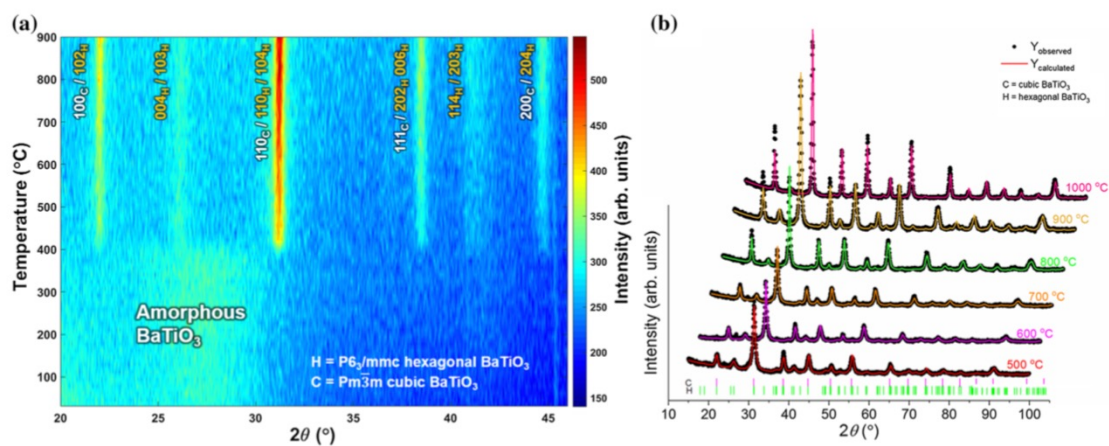 (a)
900
800
700
600
500
400
300
200
100
Temperature (°C)
100C / 102H
004H / 103H
110C / 110H / 104H
111C / 202H 006H
114H / 203H
200C / 204H
Amorphous
BaTiO3
H = P63/mmc hexagonal BaTiO3
C = Pm3̅m cubic BaTiO3
20 25 30 35 40 45
2θ (°)
500
450
400
350
300
250
200
150
Intensity (arb. units)
(b)
Yobserved
Ycalculated
C = cubic BaTiO3
H = hexagonal BaTiO3
1000 °C
900 °C
800 °C
700 °C
600 °C
500 °C
Intensity (arb. units)
C
H
10 20 30 40 50 60 70 80 90 100
2θ (°)